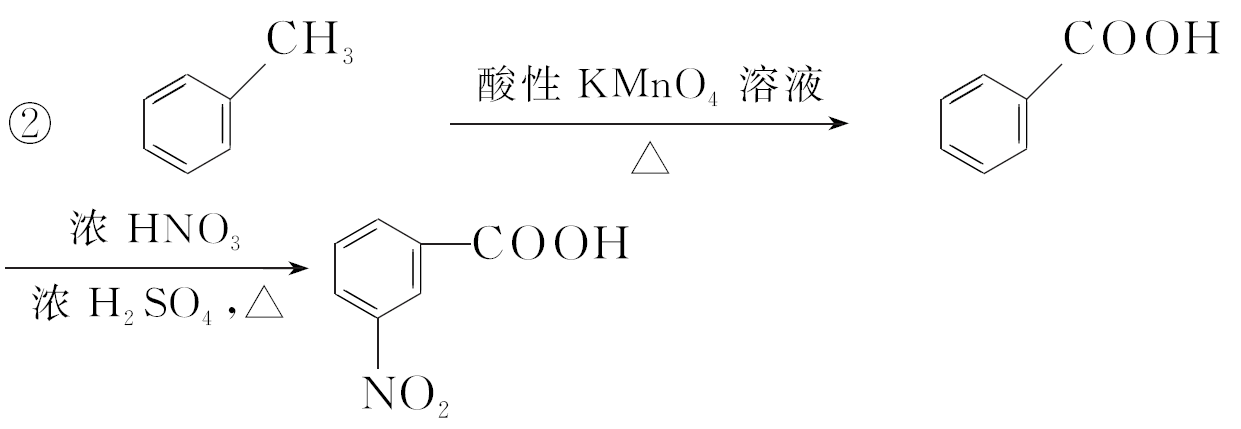 CH₃ COOH
② 酸性 KMnO₄ 溶液
△
浓 HNO₃
COOH
浓 H₂SO₄,△
NO₂